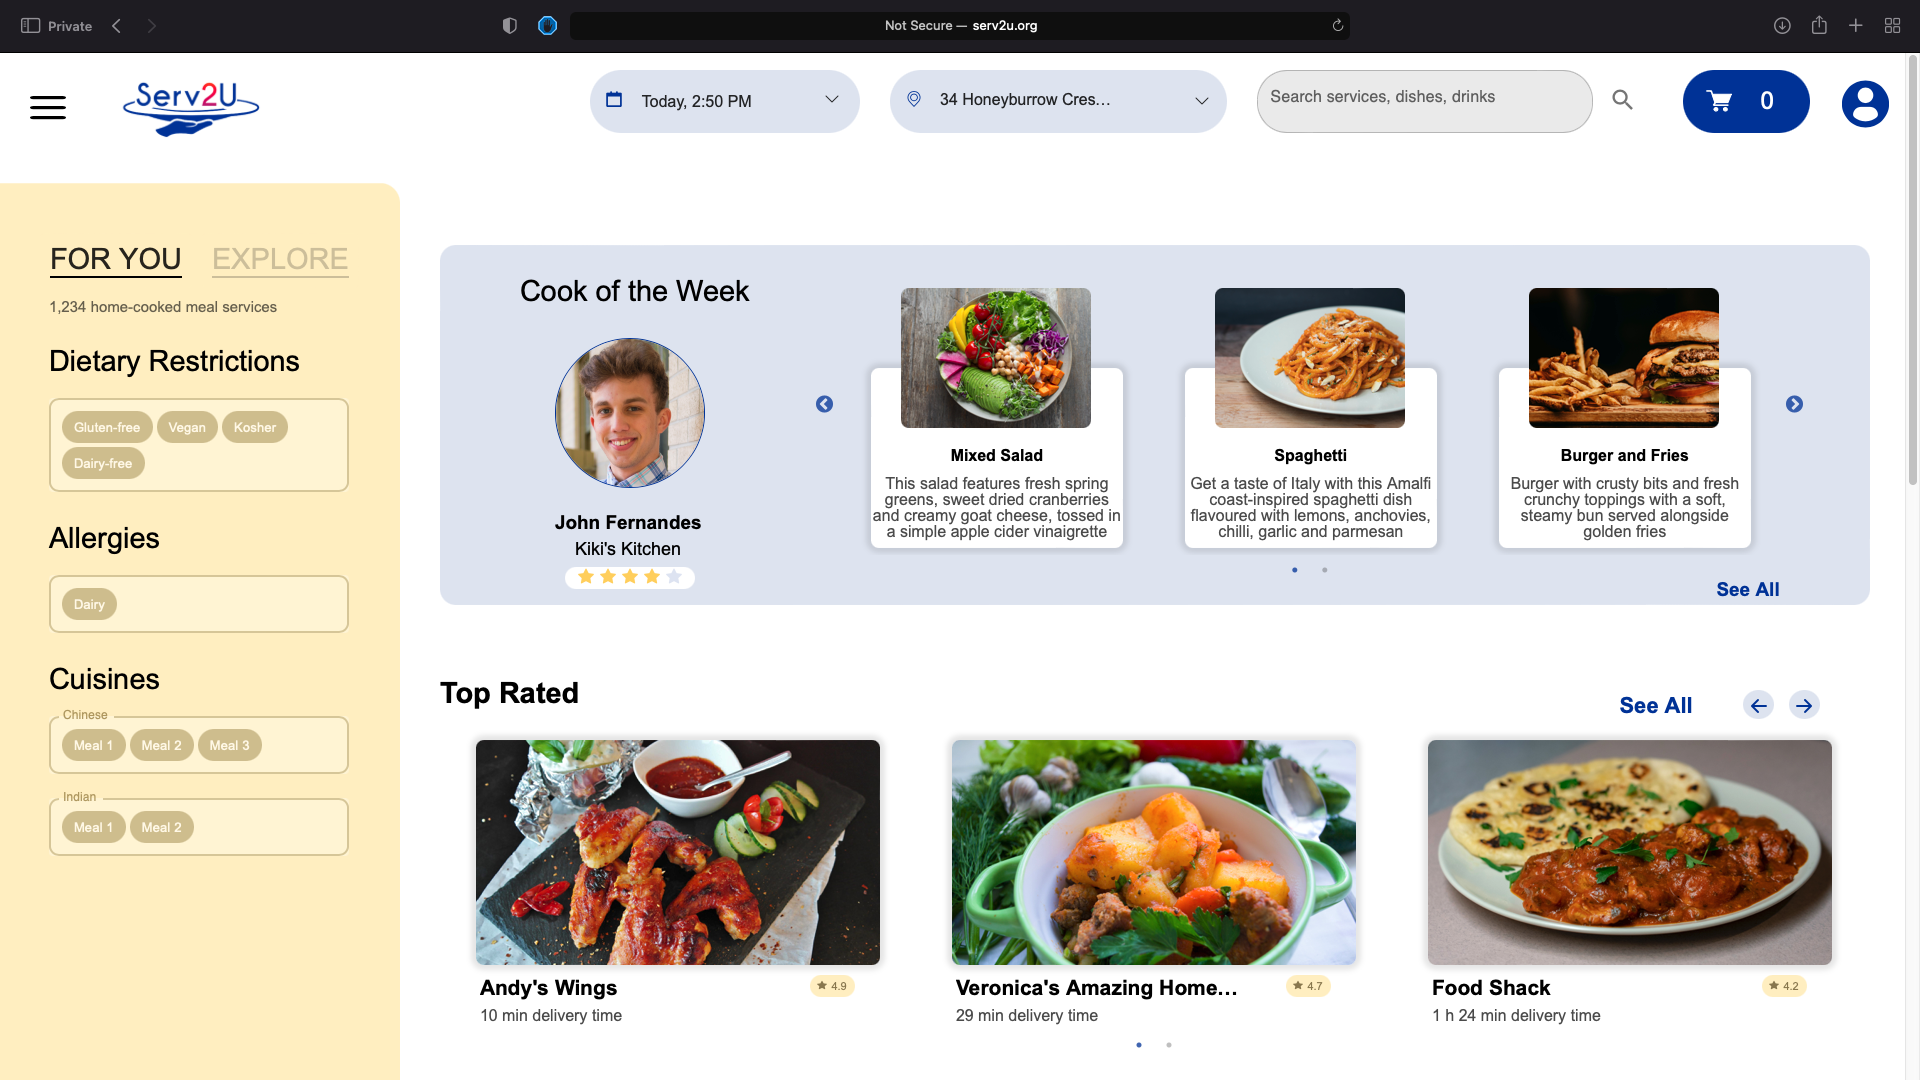 Private
Not Secure — serv2u.org
Serv2U
Today, 2:50 PM
34 Honeyburrow Cres...
Search services, dishes, drinks
0
FOR YOU EXPLORE
1,234 home-cooked meal services
Dietary Restrictions
Gluten-free Vegan Kosher
Dairy-free
Allergies
Dairy
Cuisines
Chinese
Meal 1 Meal 2 Meal 3
Indian
Meal 1 Meal 2
Cook of the Week
John Fernandes
Kiki's Kitchen
Mixed Salad
This salad features fresh spring
greens, sweet dried cranberries
and creamy goat cheese, tossed in
a simple apple cider vinaigrette
Spaghetti
Get a taste of Italy with this Amalfi
coast-inspired spaghetti dish
flavoured with lemons, anchovies,
chilli, garlic and parmesan
Burger and Fries
Burger with crusty bits and fresh
crunchy toppings with a soft,
steamy bun served alongside
golden fries
See All
Top Rated
See All
Andy's Wings
4.9
10 min delivery time
Veronica's Amazing Home...
4.7
29 min delivery time
Food Shack
4.2
1 h 24 min delivery time